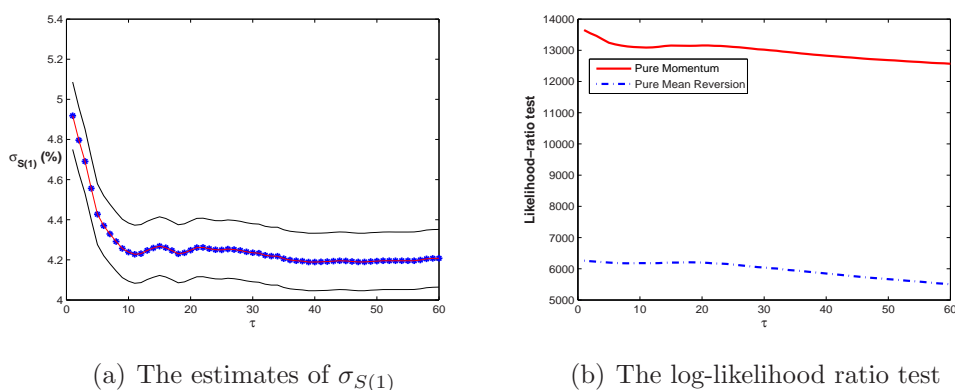 5.4
5.2
5
4.8
4.6
4.4
4.2
4
σS(1) (%)
0 10 20 30 40 50 60
τ
(a) The estimates of σS(1)
14000
13000
12000
11000
10000
9000
8000
7000
6000
5000
Likelihood−ratio test
Pure Momentum
Pure Mean Reversion
0 10 20 30 40 50 60
τ
(b) The log-likelihood ratio test